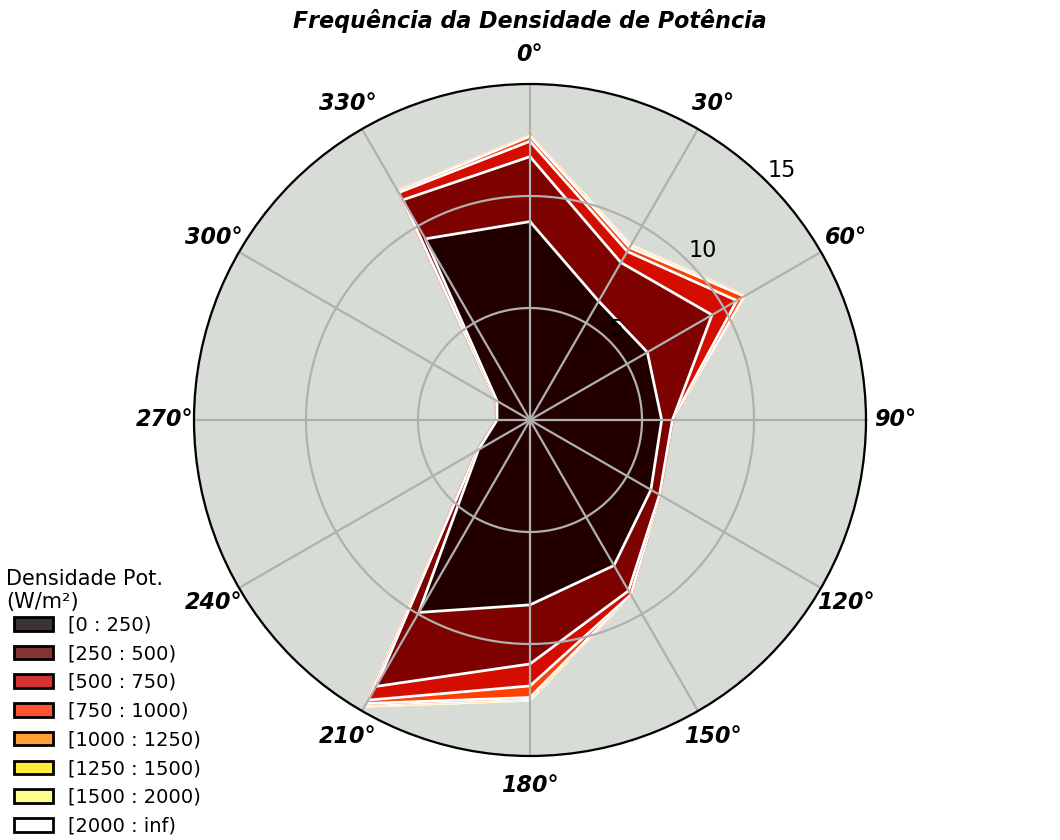 Frequência da Densidade de Potência
0°
330°
30°
15
300°
10
60°
270°
90°
240°
120°
210°
150°
180°
Densidade Pot.
(W/m²)
[0 : 250)
[250 : 500)
[500 : 750)
[750 : 1000)
[1000 : 1250)
[1250 : 1500)
[1500 : 2000)
[2000 : inf)